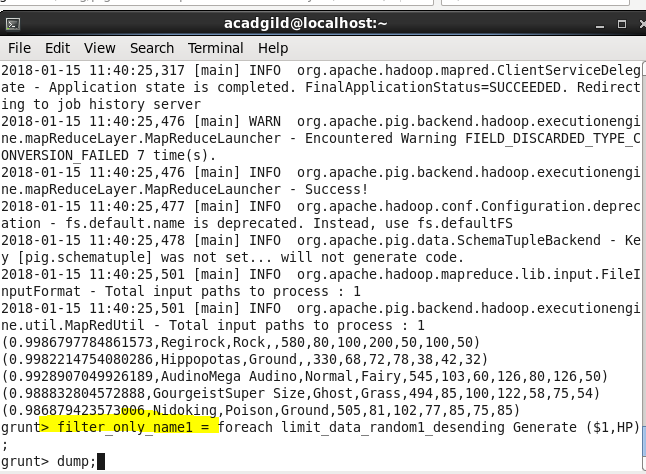 acadgild@localhost:~
File Edit View Search Terminal Help
2018-01-15 11:40:25,317 [main] INFO  org.apache.hadoop.mapred.ClientServiceDeleg
ate - Application state is completed. FinalApplicationStatus=SUCCEEDED. Redirect
ing to job history server
2018-01-15 11:40:25,476 [main] WARN  org.apache.pig.backend.hadoop.executionengi
ne.mapReduceLayer.MapReduceLauncher - Encountered Warning FIELD_DISCARDED_TYPE_C
ONVERSION_FAILED 7 time(s).
2018-01-15 11:40:25,476 [main] INFO  org.apache.pig.backend.hadoop.executionengi
ne.mapReduceLayer.MapReduceLauncher - Success!
2018-01-15 11:40:25,477 [main] INFO  org.apache.hadoop.conf.Configuration.deprec
ation - fs.default.name is deprecated. Instead, use fs.defaultFS
2018-01-15 11:40:25,478 [main] INFO  org.apache.pig.data.SchemaTupleBackend - Ke
y [pig.schematuple] was not set... will not generate code.
2018-01-15 11:40:25,501 [main] INFO  org.apache.hadoop.mapreduce.lib.input.FileI
nputFormat - Total input paths to process : 1
2018-01-15 11:40:25,501 [main] INFO  org.apache.pig.backend.hadoop.executionengi
ne.util.MapRedUtil - Total input paths to process : 1
(0.9986797784861573,Regirock,Rock,,580,80,100,200,50,100,50)
(0.9982214754080286,Hippopotas,Ground,,330,68,72,78,38,42,32)
(0.9928907049926189,AudinoMega Audino,Normal,Fairy,545,103,60,126,80,126,50)
(0.988832804572888,GourgeistSuper Size,Ghost,Grass,494,85,100,122,58,75,54)
(0.986879423573006,Nidoking,Poison,Ground,505,81,102,77,85,75,85)
grunt> filter_only_name1 = foreach limit_data_random1_desending Generate ($1,HP)
;
grunt> dump;